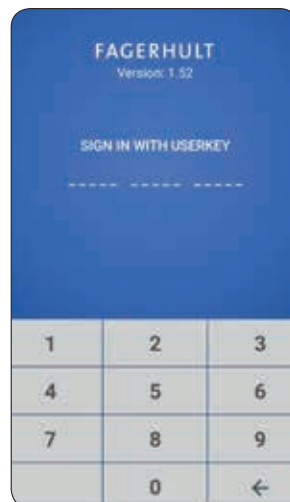 FAGERHULT
Version: 1.52
SIGN IN WITH USERKEY
----- ----- -----
1 2 3
4 5 6
7 8 9
0 ←